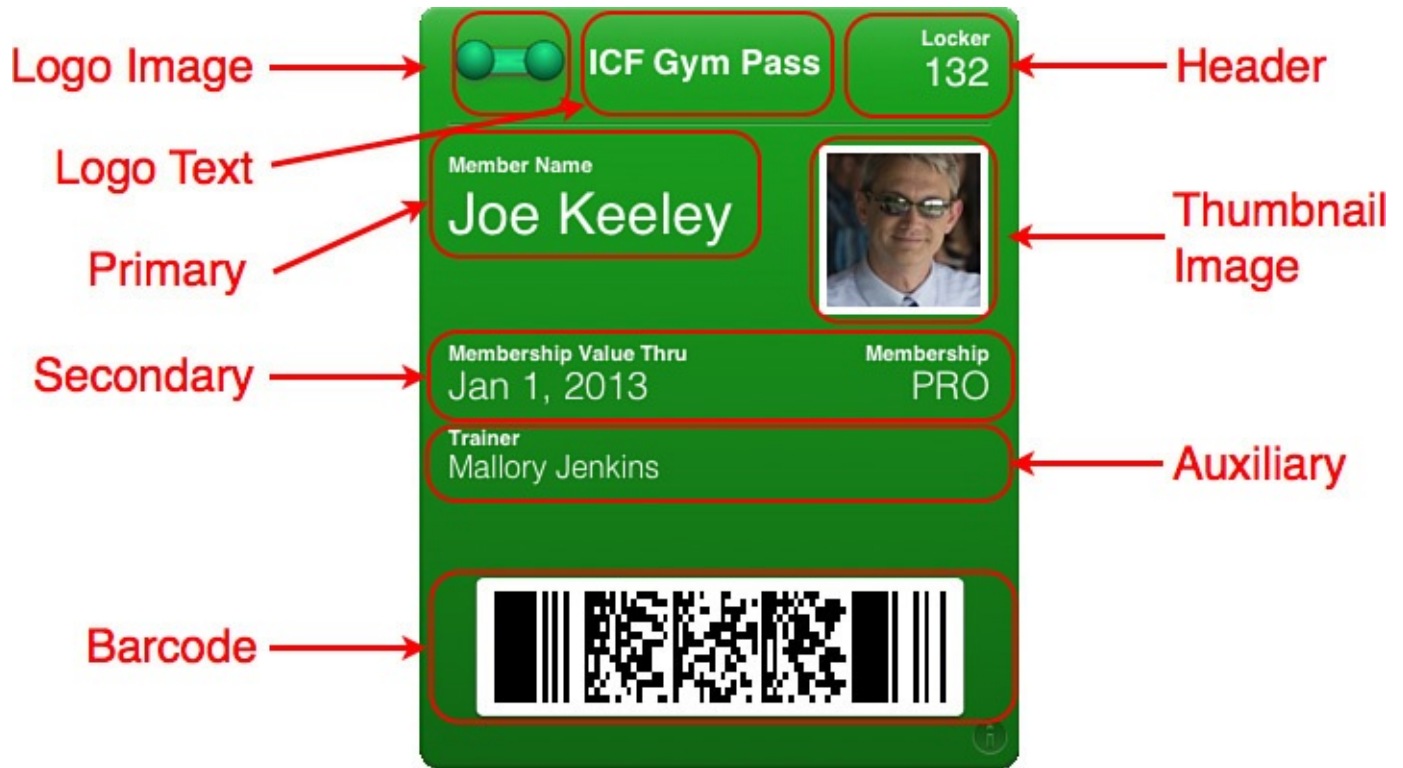 Logo Image
ICF Gym Pass
Locker
132
Header
Logo Text
Member Name
Joe Keeley
Primary
Thumbnail
Image
Secondary
Membership Value Thru
Jan 1, 2013
Membership
PRO
Trainer
Mallory Jenkins
Auxiliary
Barcode